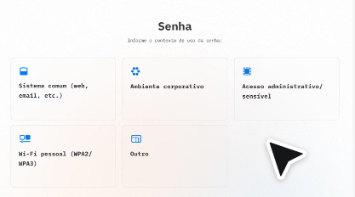 Senha
Informe o contexto de uso da senha
Sistema comum (web,
email, etc.)
Ambiente corporativo
Acesso administrativo/
sensível
Wi-Fi pessoal (WPA2/
WPA3)
Outro